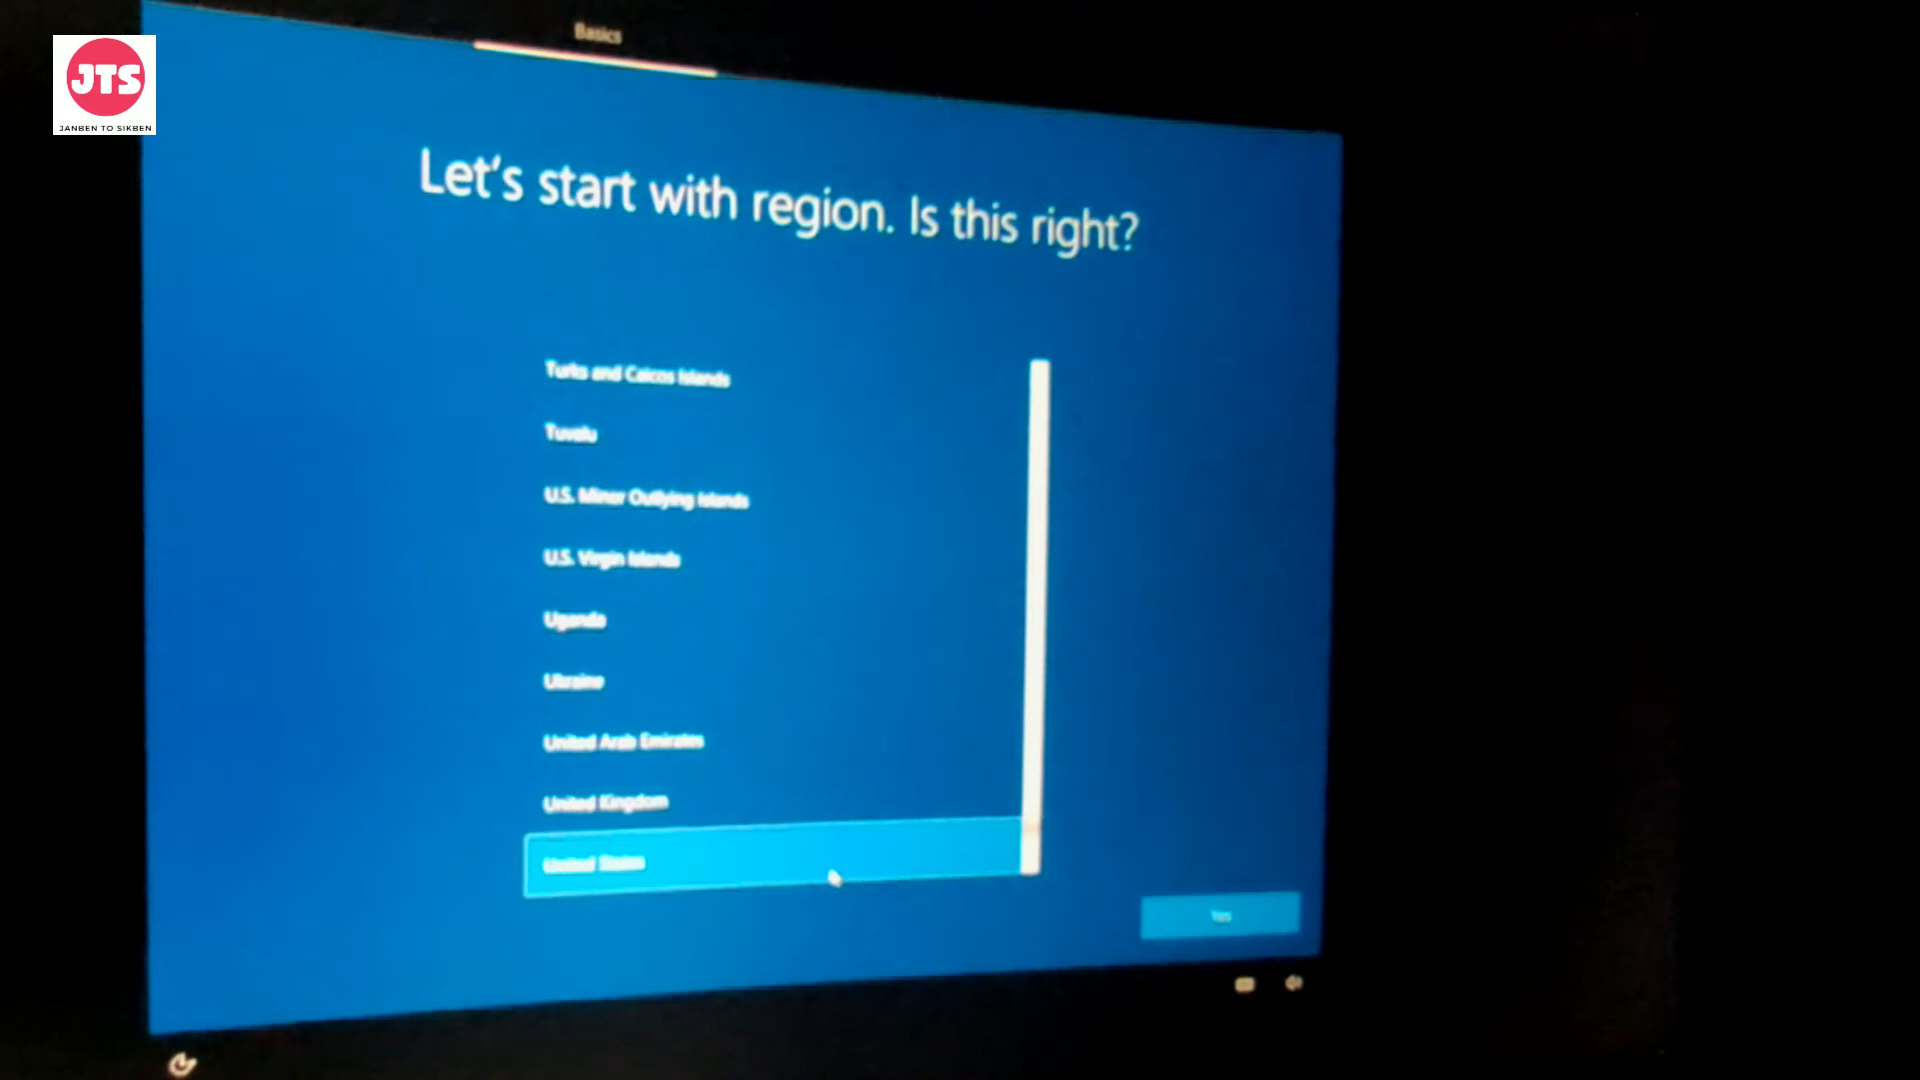 Basics
JTS
JANBEN TO SIKBEN
Let's start with region. Is this right?
Turks and Caicos Islands
Tuvalu
U.S. Minor Outlying Islands
U.S. Virgin Islands
Uganda
Ukraine
United Arab Emirates
United Kingdom
United States
Yes